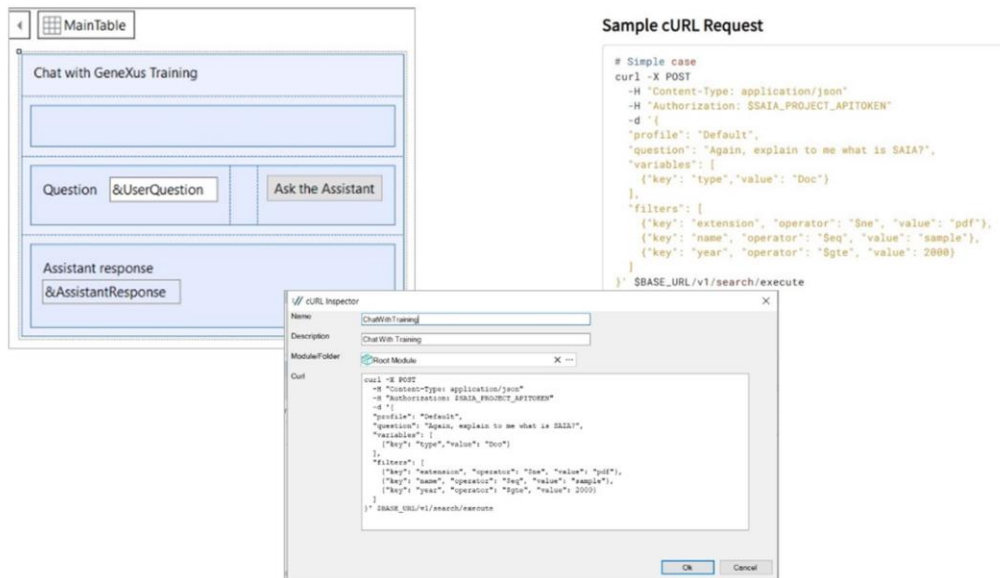 MainTable
Chat with GeneXus Training
Question &UserQuestion Ask the Assistant
Assistant response
&AssistantResponse
Sample cURL Request
# Simple case
curl -X POST
-H "Content-Type: application/json"
-H "Authorization: $SAIA_PROJECT_APITOKEN"
-d '{
"profile": "Default",
"question": "Again, explain to me what is SAIA?",
"variables": [
{"key": "type","value": "Doc"}
],
"filters": [
{"key": "extension", "operator": "$ne", "value": "pdf"},
{"key": "name", "operator": "$eq", "value": "sample"},
{"key": "year", "operator": "$gte", "value": 2000}
]
}' $BASE_URL/v1/search/execute
cURL Inspector
Name ChatWithTraining
Description Chat With Training
Module/Folder Root Module
Curl
curl -X POST
-H "Content-Type: application/json"
-H "Authorization: $SAIA_PROJECT_APITOKEN"
-d '{
"profile": "Default",
"question": "Again, explain to me what is SAIA?",
"variables": [
{"key": "type","value": "Doc"}
],
"filters": [
{"key": "extension", "operator": "$ne", "value": "pdf"},
{"key": "name", "operator": "$eq", "value": "sample"},
{"key": "year", "operator": "$gte", "value": 2000}
]
}' $BASE_URL/v1/search/execute
Ok Cancel